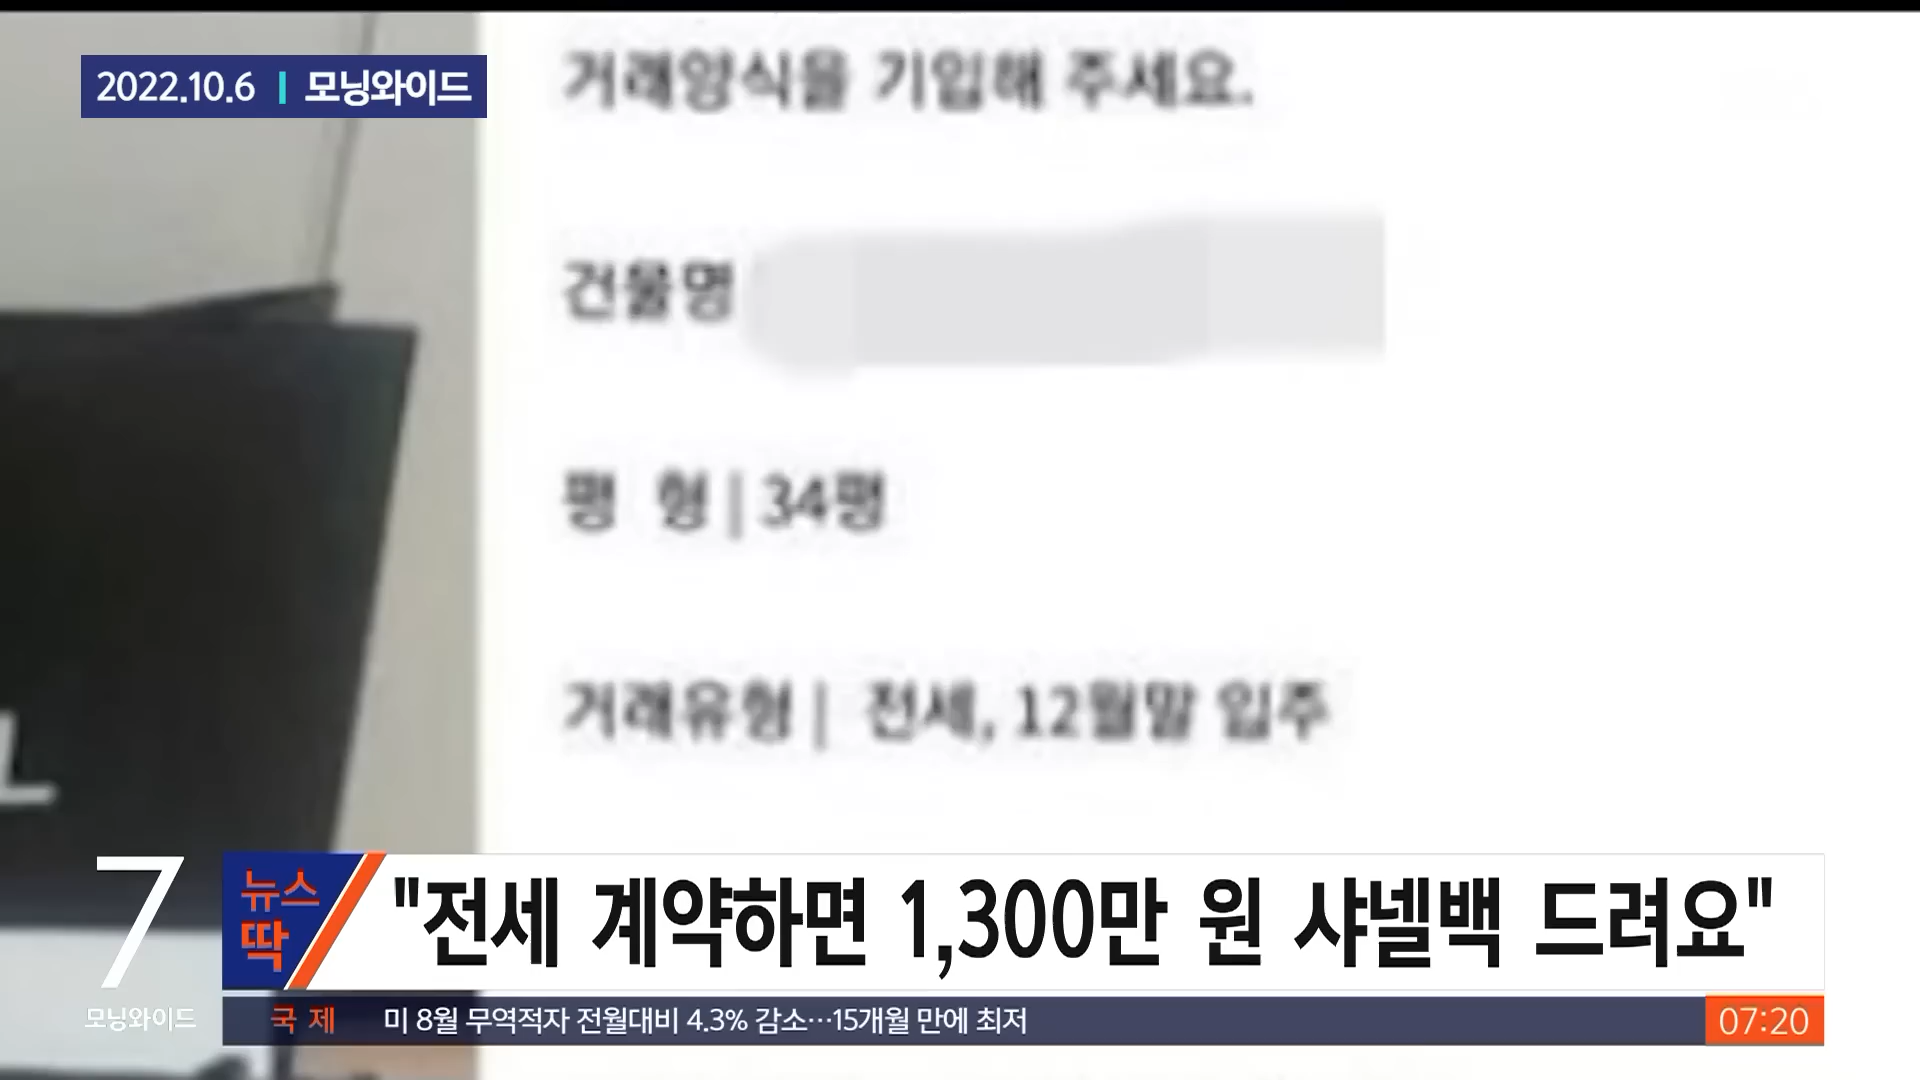 2022.10.6 | 모닝와이드
거래양식을 기입해 주세요.
건물명
평 형 | 34평
거래유형 | 전세, 12월말 입주
L
7
모닝와이드
뉴스
딱
"전세 계약하면 1,300만 원 샤넬백 드려요"
국 제 미 8월 무역적자 전월대비 4.3% 감소…15개월 만에 최저 07:20